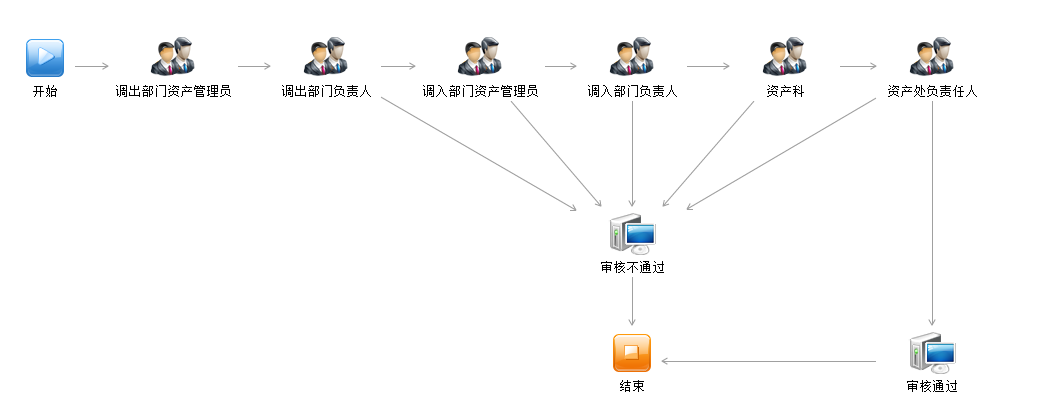 开始
调出部门资产管理员
调出部门负责人
调入部门资产管理员
调入部门负责人
资产科
资产处负责任人
审核不通过
结束
审核通过